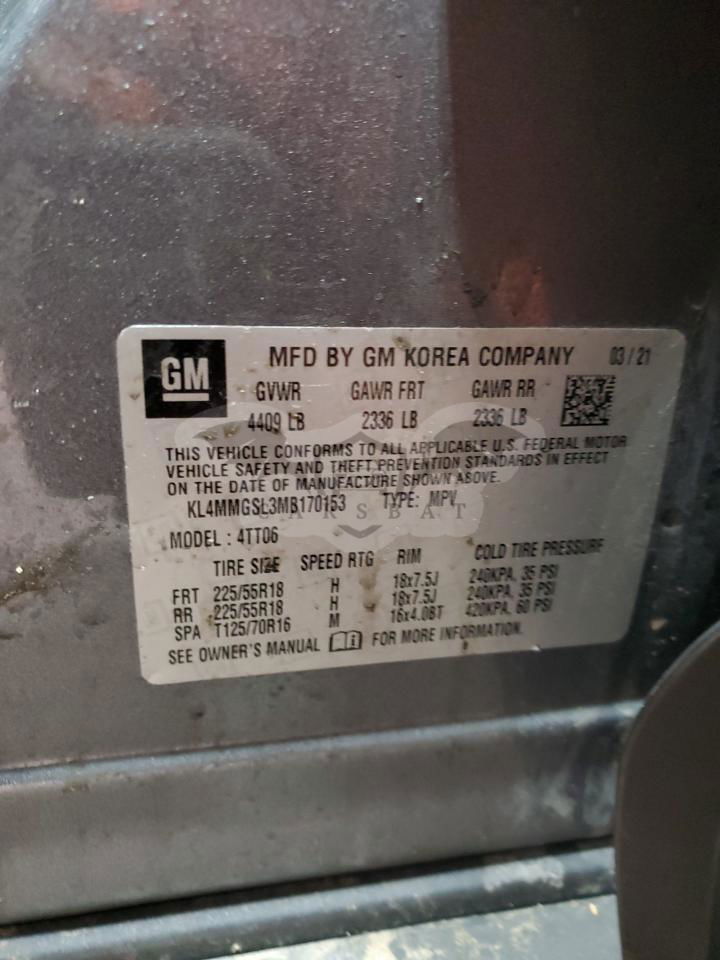 GM
MFD BY GM KOREA COMPANY 03/21
GVWR GAWR FRT GAWR RR
4409 LB 2336 LB 2336 LB
THIS VEHICLE CONFORMS TO ALL APPLICABLE U.S. FEDERAL MOTOR
VEHICLE SAFETY AND THEFT PREVENTION STANDARDS IN EFFECT
ON THE DATE OF MANUFACTURE SHOWN ABOVE.
KL4MMGSL3MB170153 TYPE: MPV
CARSBAT
MODEL: 4TT06
TIRE SIZE SPEED RTG RIM COLD TIRE PRESSURE
FRT 225/55R18 H 18x7.5J 240KPA, 35 PSI
RR 225/55R18 H 18x7.5J 240KPA, 35 PSI
SPA T125/70R16 M 16x4.0BT 420KPA, 60 PSI
SEE OWNER'S MANUAL FOR MORE INFORMATION.